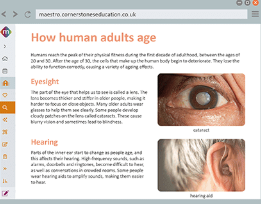 maestro.cornerstoneseducation.co.uk
How human adults age
Humans reach the peak of their physical fitness during the first decade of adulthood, between the ages
of 20 and 30. After the age of 30, the cells that make up the human body begin to deteriorate. They lose the
ability to function correctly, causing a variety of ageing effects.
Eyesight
The part of the eye that helps us to see is called a lens. The
lens becomes thicker and stiffer in older people, making it
harder to focus on close objects. Many older adults wear
glasses to help them see clearly. Some people develop
cloudy patches on the lens called cataracts. These cause
blurry vision and sometimes lead to blindness.
cataract
Hearing
Parts of the inner ear start to change as people age, and
this affects their hearing. High-frequency sounds, such as
alarms, doorbells and ringtones, become difficult to hear,
as well as conversations in crowded rooms. Some people
wear hearing aids to amplify sounds, making them easier
to hear.
hearing aid